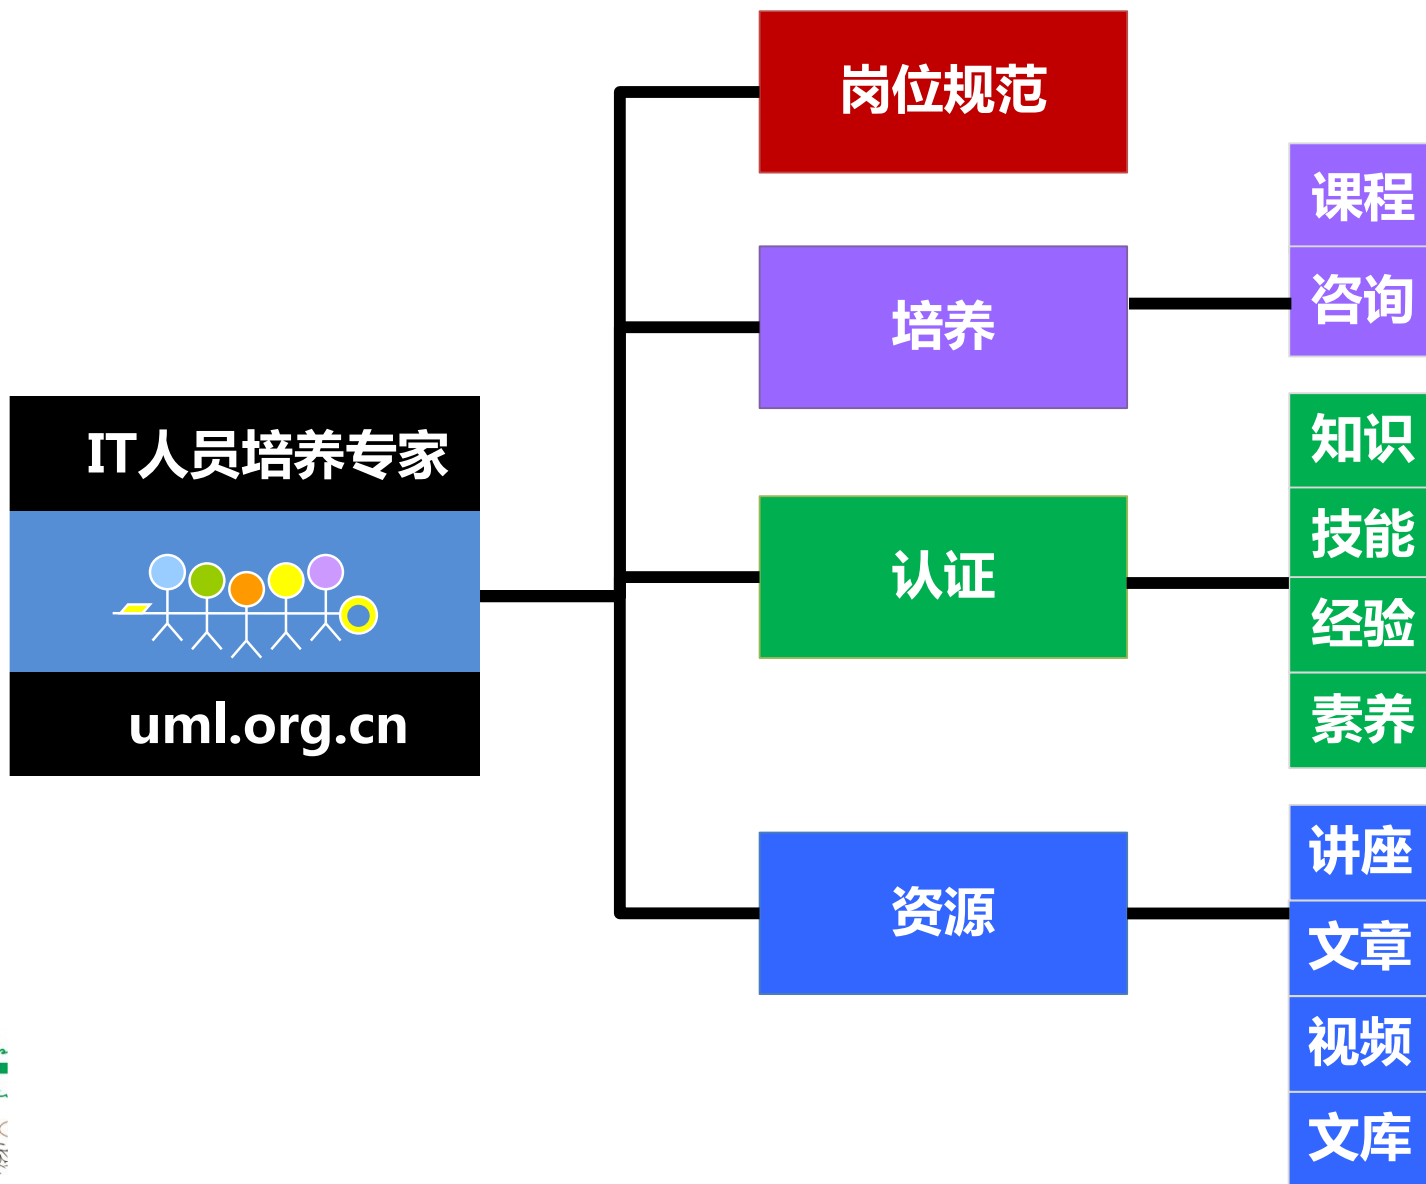 岗位规范
课程
培养
咨询
IT人员培养专家
uml.org.cn
认证
知识
技能
经验
素养
资源
讲座
文章
视频
文库